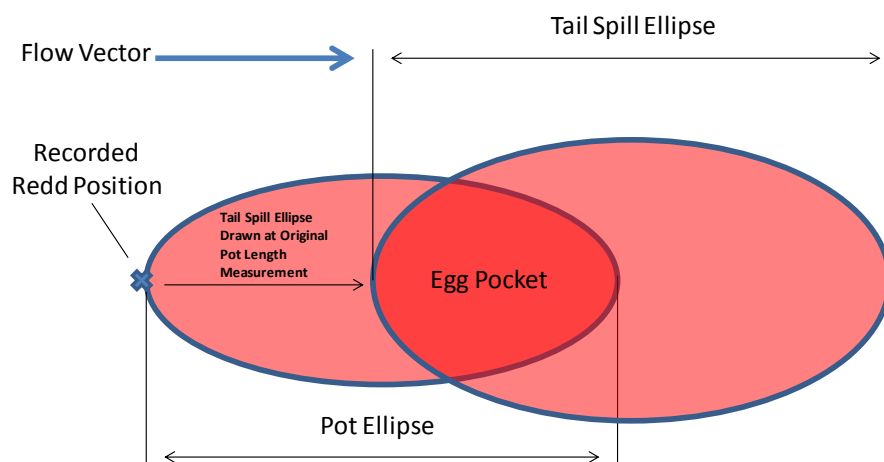 Tail Spill Ellipse
Flow Vector
Recorded
Redd Position
Tail Spill Ellipse
Drawn at Original
Pot Length
Measurement
Egg Pocket
Pot Ellipse